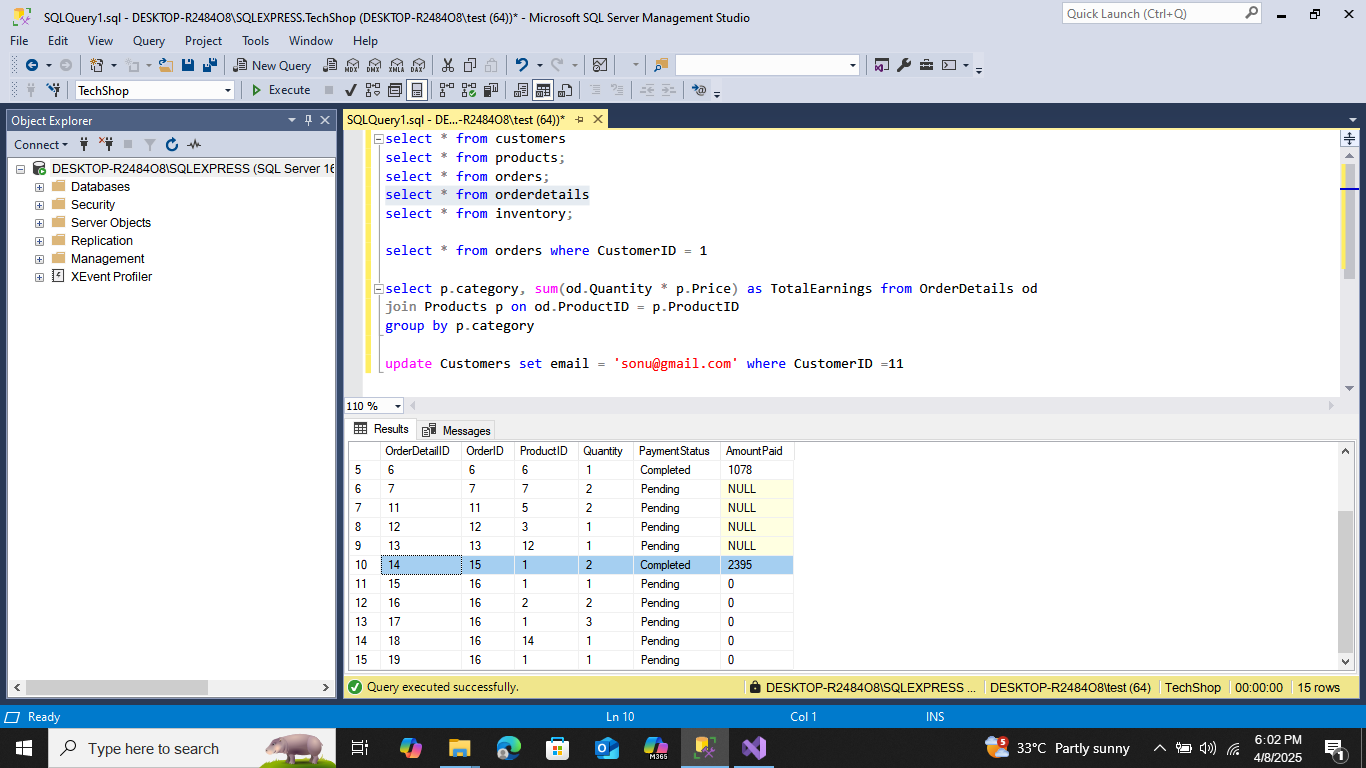 SQLQuery1.sql - DESKTOP-R2484O8\SQLEXPRESS.TechShop (DESKTOP-R2484O8\test (64))* - Microsoft SQL Server Management Studio
Quick Launch (Ctrl+Q)
File Edit View Query Project Tools Window Help
New Query MDX DMX XMLA DAX
TechShop Execute
Object Explorer
Connect
DESKTOP-R2484O8\SQLEXPRESS (SQL Server 16
Databases
Security
Server Objects
Replication
Management
XEvent Profiler
SQLQuery1.sql - DE...-R2484O8\test (64))*
select * from customers
select * from products;
select * from orders;
select * from orderdetails
select * from inventory;
select * from orders where CustomerID = 1
select p.category, sum(od.Quantity * p.Price) as TotalEarnings from OrderDetails od
join Products p on od.ProductID = p.ProductID
group by p.category
update Customers set email = 'sonu@gmail.com' where CustomerID =11
110 %
Results Messages
OrderDetailID OrderID ProductID Quantity PaymentStatus AmountPaid
5 6 6 6 1 Completed 1078
6 7 7 7 2 Pending NULL
7 11 11 5 2 Pending NULL
8 12 12 3 1 Pending NULL
9 13 13 12 1 Pending NULL
10 14 15 1 2 Completed 2395
11 15 16 1 1 Pending 0
12 16 16 2 2 Pending 0
13 17 16 1 3 Pending 0
14 18 16 14 1 Pending 0
15 19 16 1 1 Pending 0
Query executed successfully. DESKTOP-R2484O8\SQLEXPRESS ... DESKTOP-R2484O8\test (64) TechShop 00:00:00 15 rows
Ready Ln 10 Col 1 INS
Type here to search M365 5 33°C Partly sunny 6:02 PM
4/8/2025 1